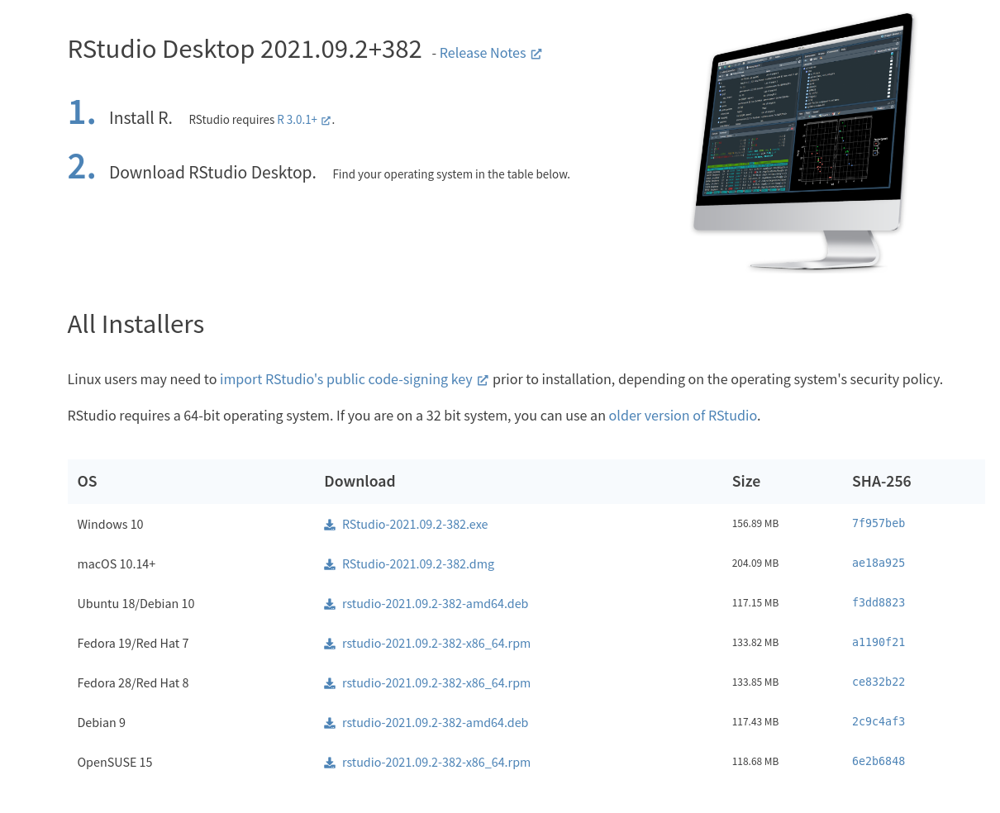 RStudio Desktop 2021.09.2+382 - Release Notes
1. Install R. RStudio requires R 3.0.1+.
2. Download RStudio Desktop. Find your operating system in the table below.
All Installers
Linux users may need to import RStudio's public code-signing key prior to installation, depending on the operating system's security policy.
RStudio requires a 64-bit operating system. If you are on a 32 bit system, you can use an older version of RStudio.
OS Download Size SHA-256
Windows 10 RStudio-2021.09.2-382.exe 156.89 MB 7f957beb
macOS 10.14+ RStudio-2021.09.2-382.dmg 204.09 MB ae18a925
Ubuntu 18/Debian 10 rstudio-2021.09.2-382-amd64.deb 117.15 MB f3dd8823
Fedora 19/Red Hat 7 rstudio-2021.09.2-382-x86_64.rpm 133.82 MB a1190f21
Fedora 28/Red Hat 8 rstudio-2021.09.2-382-x86_64.rpm 133.85 MB ce832b22
Debian 9 rstudio-2021.09.2-382-amd64.deb 117.43 MB 2c9c4af3
OpenSUSE 15 rstudio-2021.09.2-382-x86_64.rpm 118.68 MB 6e2b6848